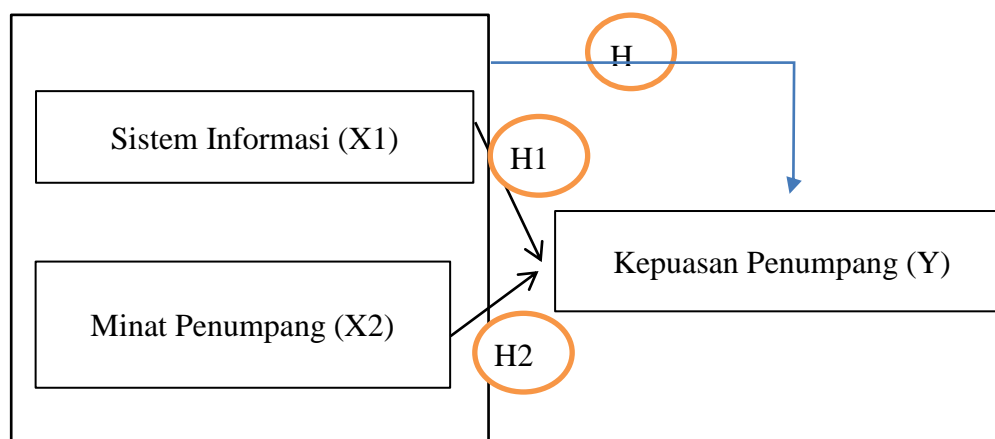 H
Sistem Informasi (X1)
H1
Kepuasan Penumpang (Y)
Minat Penumpang (X2)
H2